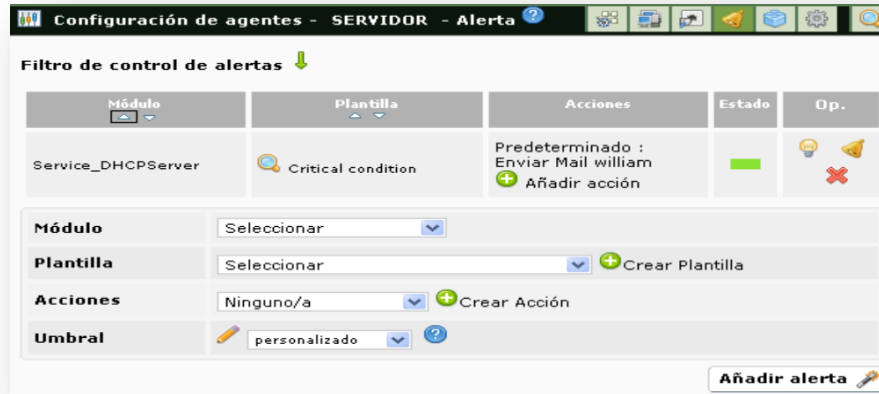 Configuración de agentes - SERVIDOR - Alerta
Filtro de control de alertas
Módulo Plantilla Acciones Estado Op.
Service_DHCPServer Critical condition Predeterminado :
Enviar Mail william
Añadir acción
Módulo Seleccionar
Plantilla Seleccionar Crear Plantilla
Acciones Ninguno/a Crear Acción
Umbral personalizado
Añadir alerta